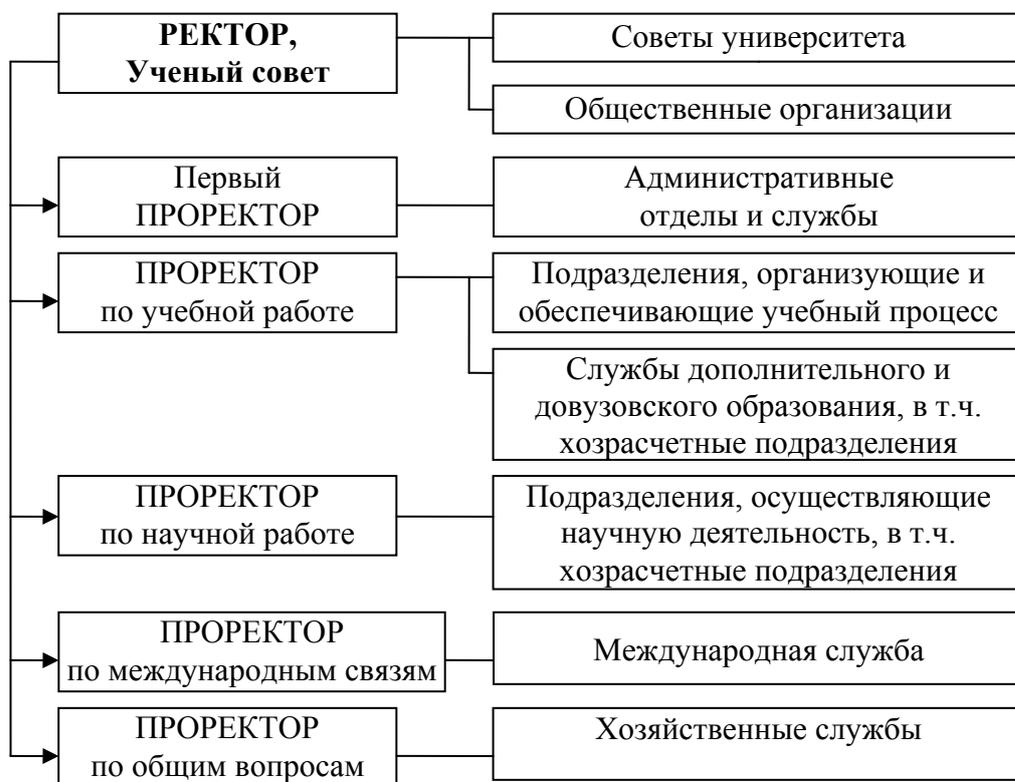 РЕКТОР,
Ученый совет
Советы университета
Общественные организации
Первый
ПРОРЕКТОР
Административные
отделы и службы
ПРОРЕКТОР
по учебной работе
Подразделения, организующие и
обеспечивающие учебный процесс
Службы дополнительного и
довузовского образования, в т.ч.
хозрасчетные подразделения
ПРОРЕКТОР
по научной работе
Подразделения, осуществляющие
научную деятельность, в т.ч.
хозрасчетные подразделения
ПРОРЕКТОР
по международным связям
Международная служба
ПРОРЕКТОР
по общим вопросам
Хозяйственные службы